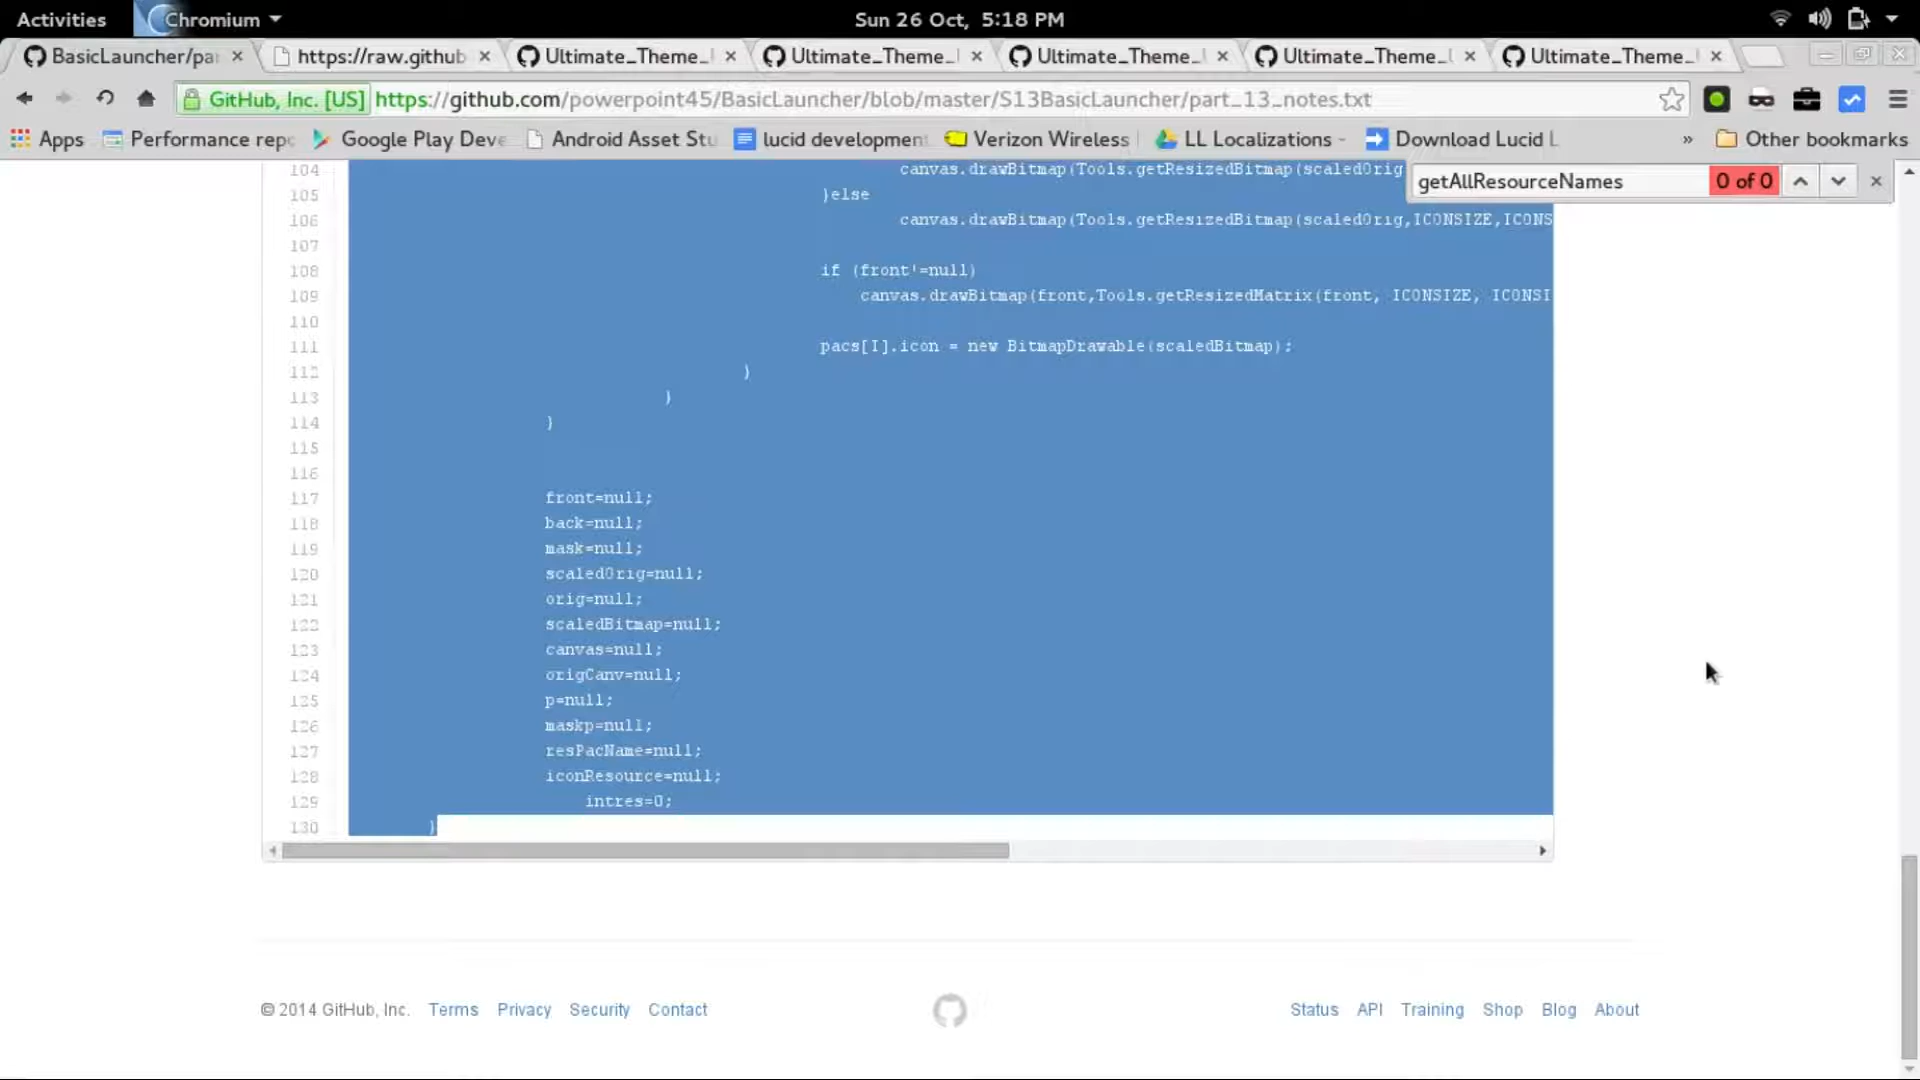 Activities Chromium Sun 26 Oct, 5:18 PM
BasicLauncher/pa https://raw.github Ultimate_Theme_ Ultimate_Theme_ Ultimate_Theme_ Ultimate_Theme_ Ultimate_Theme_
GitHub, Inc. [US] https://github.com/powerpoint45/BasicLauncher/blob/master/S13BasicLauncher/part_13_notes.txt
Apps Performance repo Google Play Deve Android Asset Stu lucid development Verizon Wireless LL Localizations - Download Lucid L » Other bookmarks
getAllResourceNames 0 of 0
104 canvas.drawBitmap(Tools.getResizedBitmap(scaledOrig
105 }else
106 canvas.drawBitmap(Tools.getResizedBitmap(scaledOrig,ICONSIZE,ICONS
107
108 if (front!=null)
109 canvas.drawBitmap(front,Tools.getResizedMatrix(front, ICONSIZE, ICONSI
110
111 pacs[I].icon = new BitmapDrawable(scaledBitmap);
112 }
113 }
114 }
115
116
117 front=null;
118 back=null;
119 mask=null;
120 scaledOrig=null;
121 orig=null;
122 scaledBitmap=null;
123 canvas=null;
124 origCanv=null;
125 p=null;
126 maskp=null;
127 resPacName=null;
128 iconResource=null;
129 intres=0;
130 }
© 2014 GitHub, Inc. Terms Privacy Security Contact Status API Training Shop Blog About